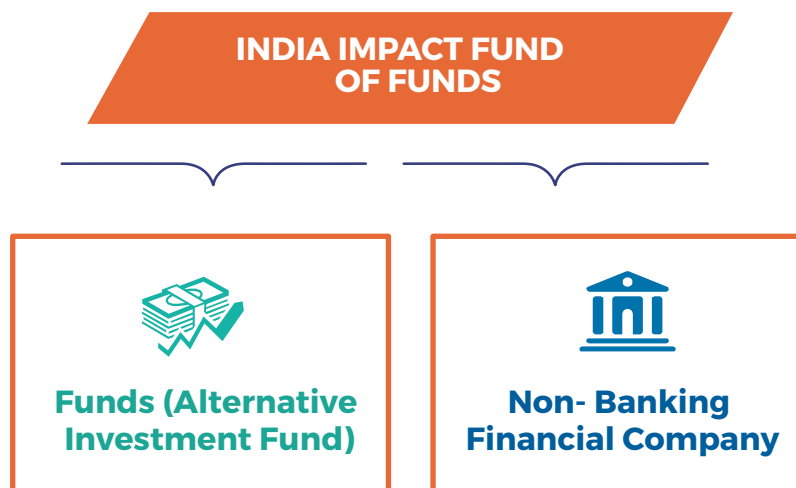 INDIA IMPACT FUND
OF FUNDS
Funds (Alternative
Investment Fund)
Non- Banking
Financial Company